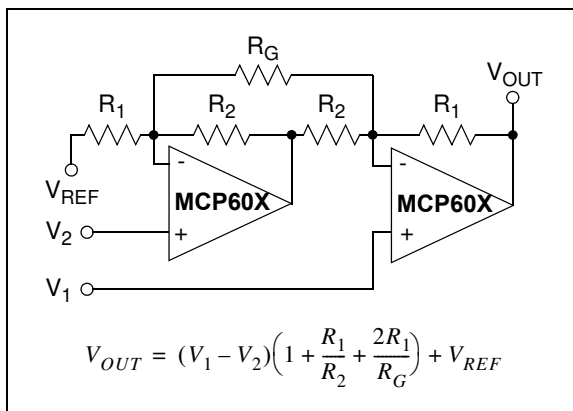 R_G
V_OUT
R_1 R_2 R_2 R_1
- -
V_REF MCP60X MCP60X
V_2 + +
V_1
V_OUT = (V_1 – V_2)(1 + R_1/R_2 + 2R_1/R_G) + V_REF